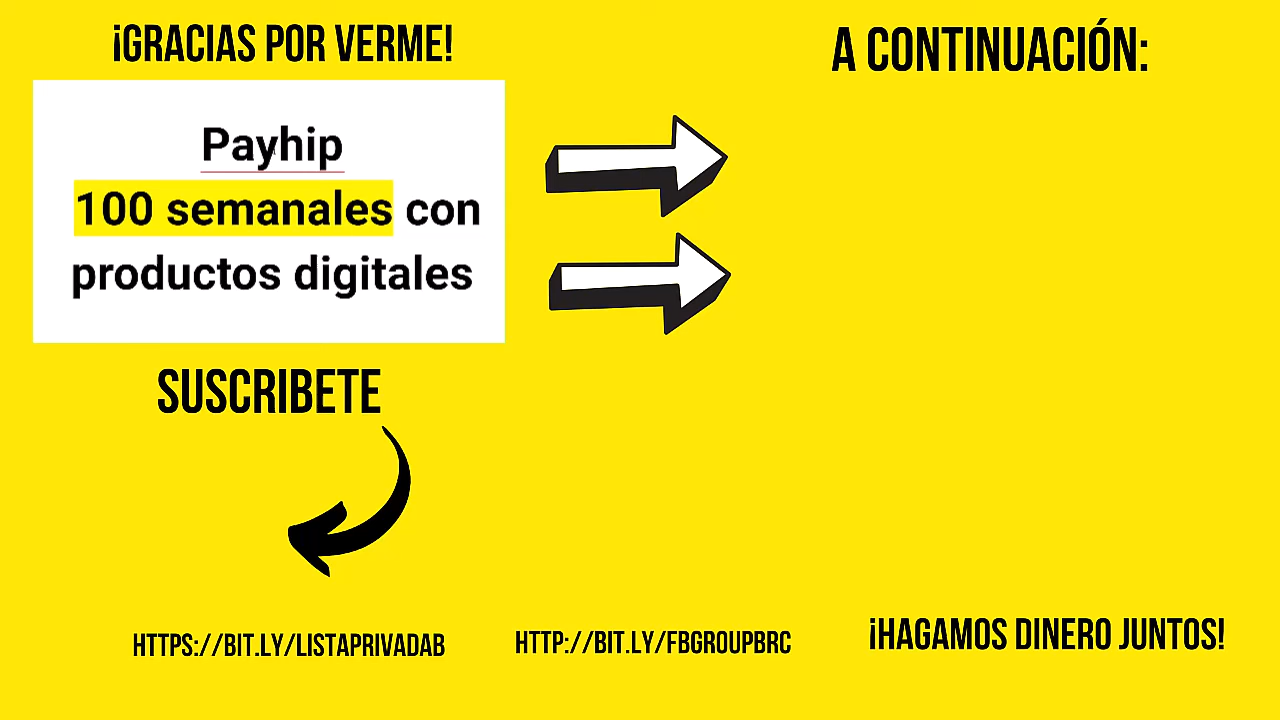 ¡GRACIAS POR VERME!
Payhip
100 semanales con
productos digitales
SUSCRIBETE
HTTPS://BIT.LY/LISTAPRIVADAB
A CONTINUACIÓN:
HTTP://BIT.LY/FBGROUPBRC
¡HAGAMOS DINERO JUNTOS!